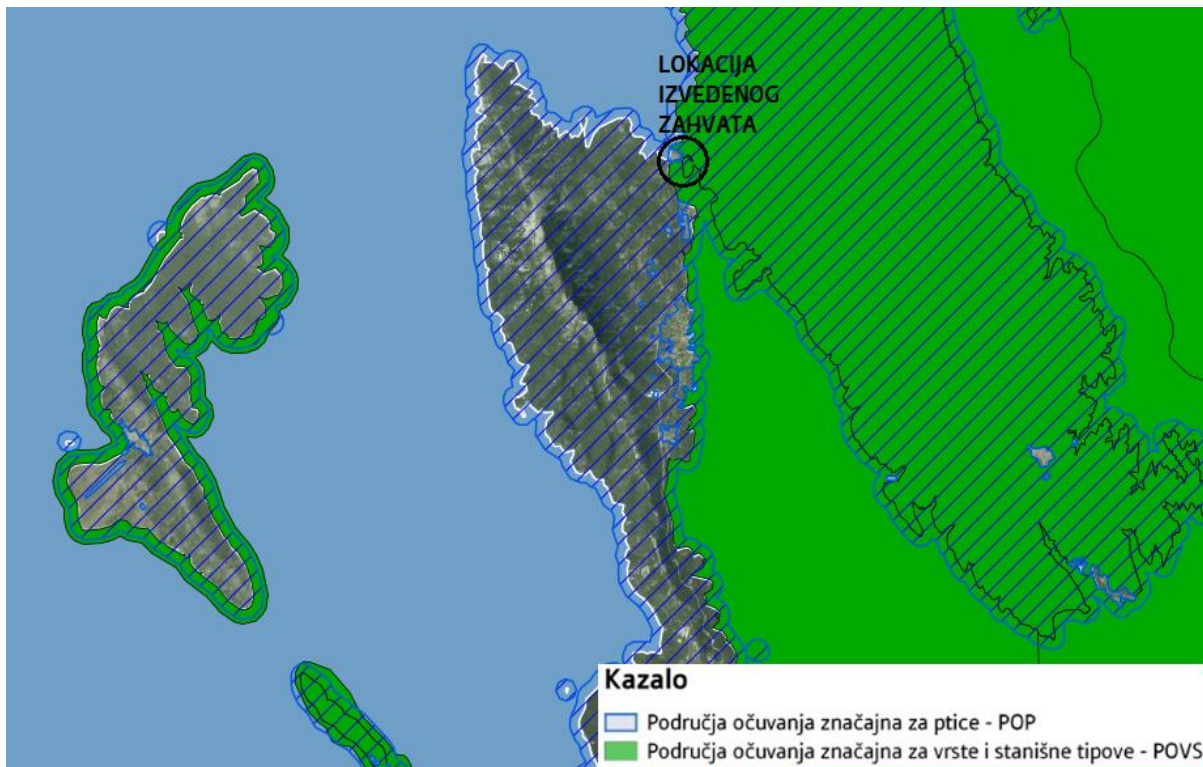 LOKACIJA
IZVEDENOG
ZAHVATA
Kazalo
Područja očuvanja značajna za ptice - POP
Područja očuvanja značajna za vrste i stanišne tipove - POVS